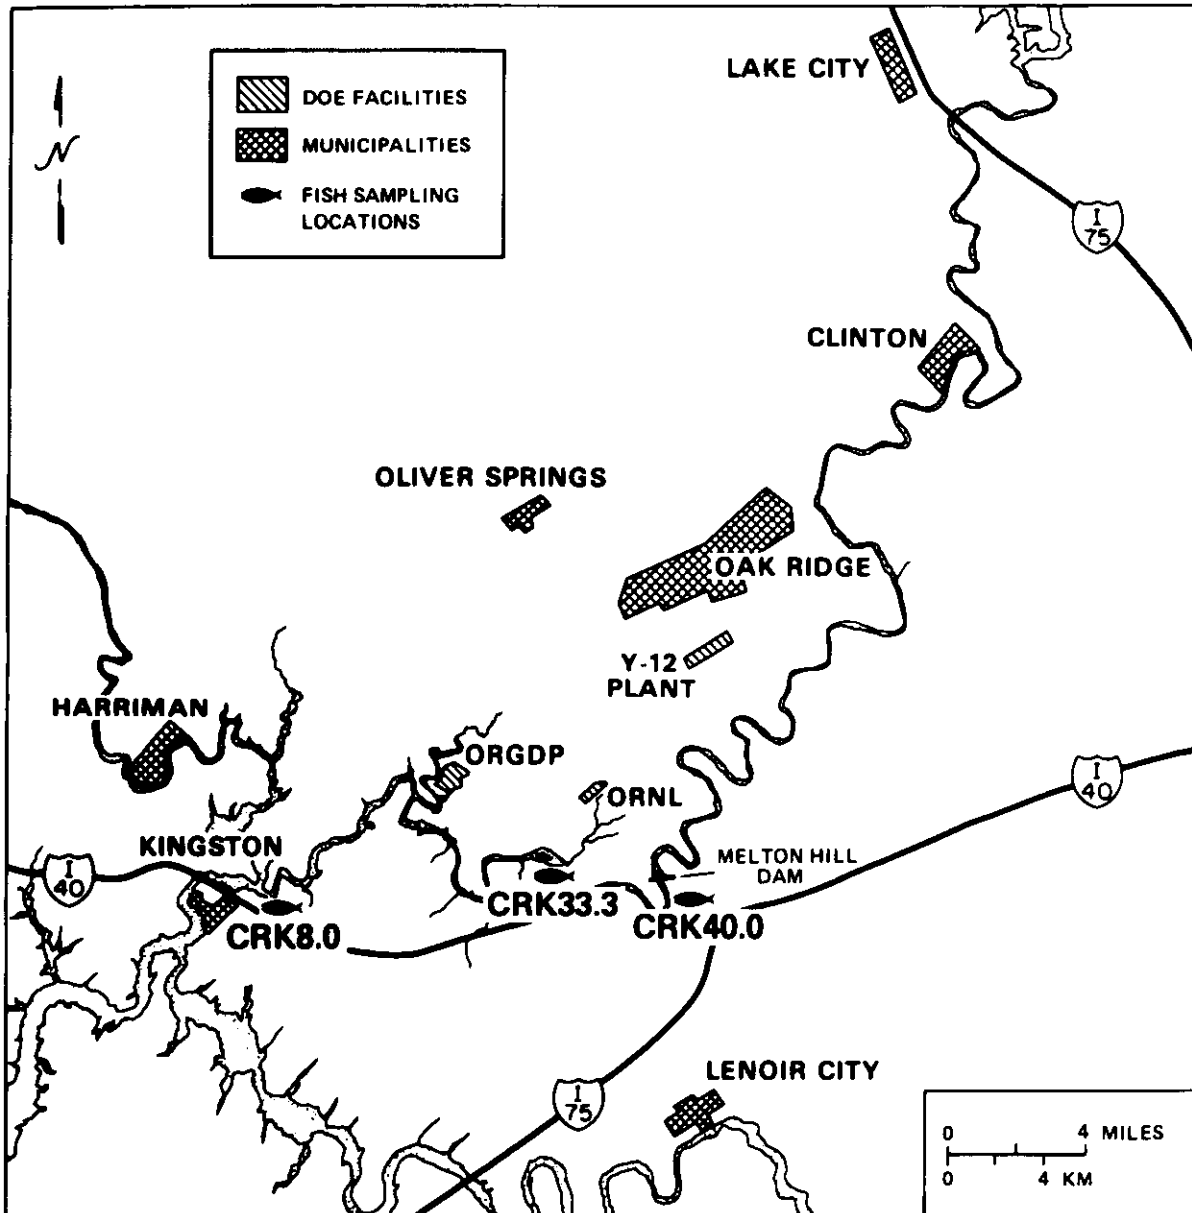 LAKE CITY
DOE FACILITIES
MUNICIPALITIES
FISH SAMPLING
LOCATIONS
N
I
75
CLINTON
OLIVER SPRINGS
OAK RIDGE
Y-12
PLANT
HARRIMAN
ORGDP
ORNL
I
40
KINGSTON
I
40
MELTON HILL
DAM
CRK33.3
CRK40.0
CRK8.0
LENOIR CITY
I
75
0 4 MILES
0 4 KM